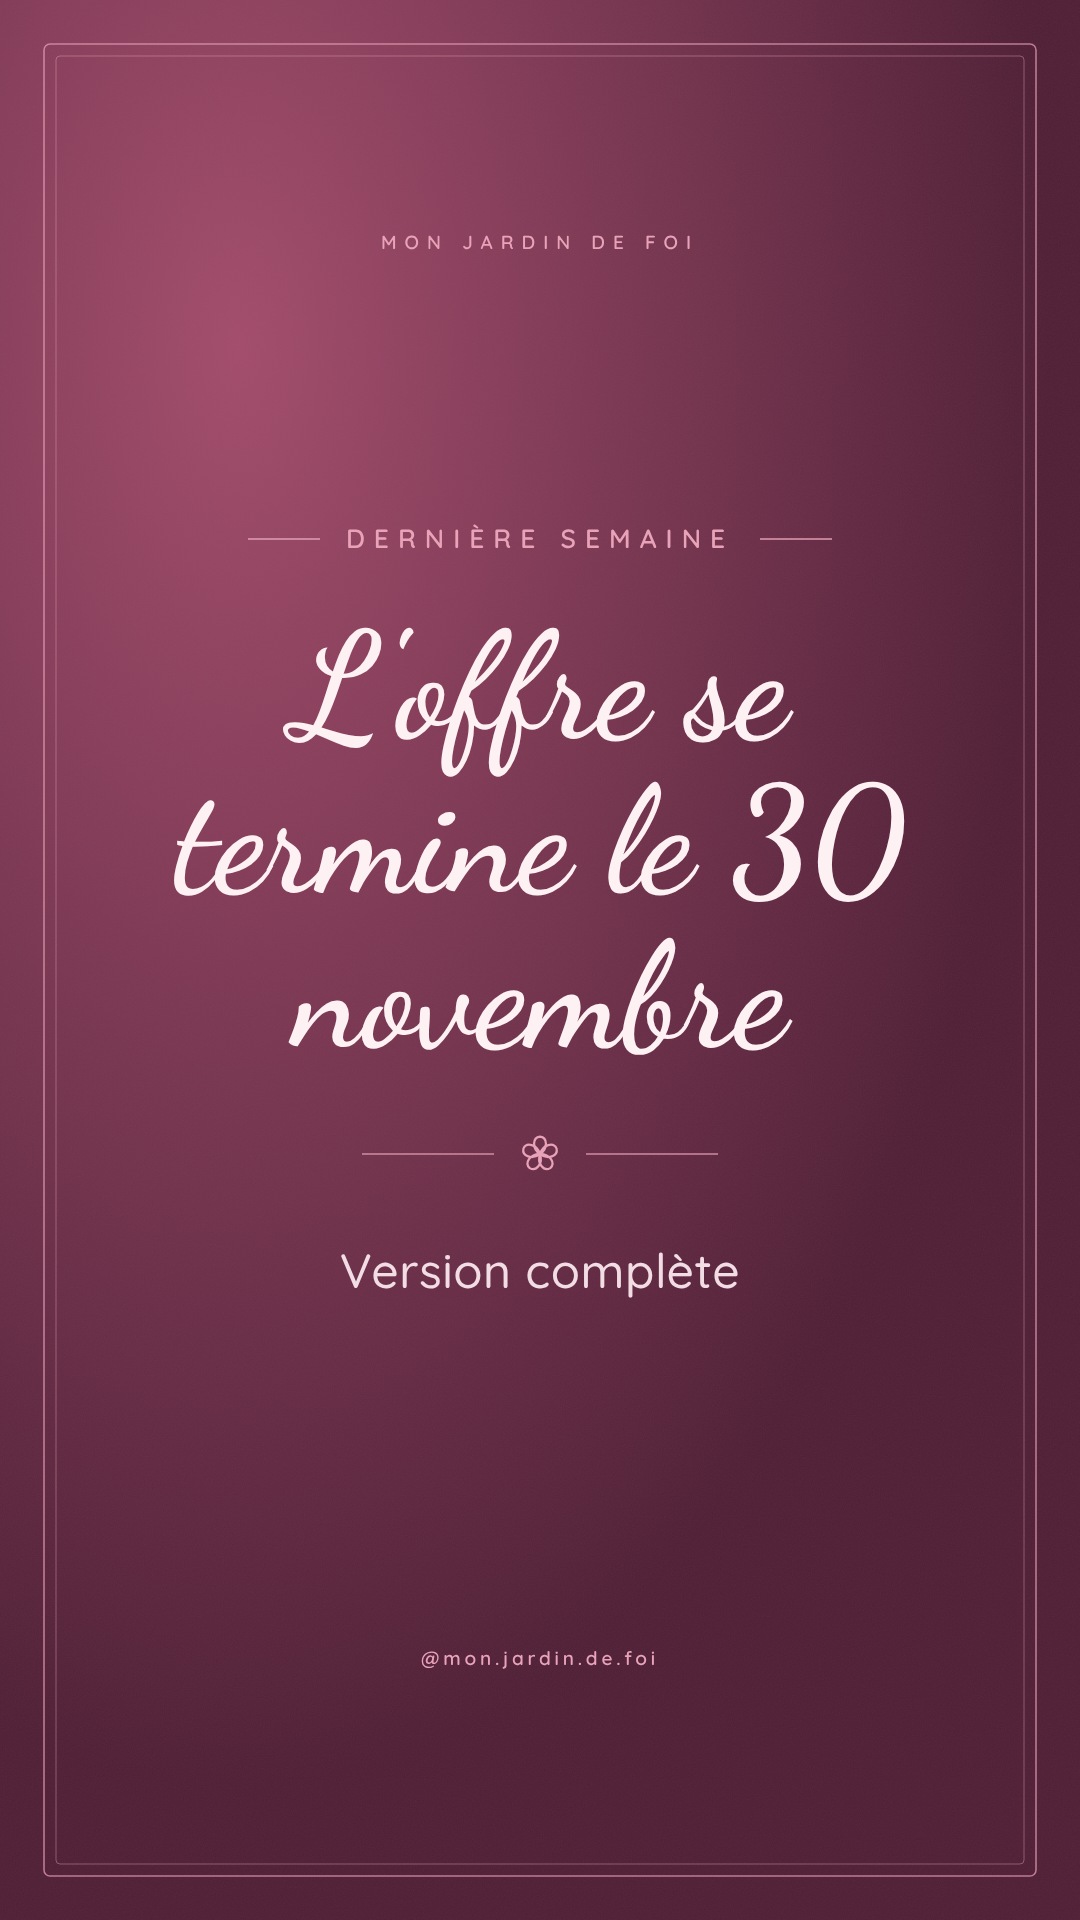 MON JARDIN DE FOI
DERNIÈRE SEMAINE
L'offre se
termine le 30
novembre
Version complète
@mon.jardin.de.foi